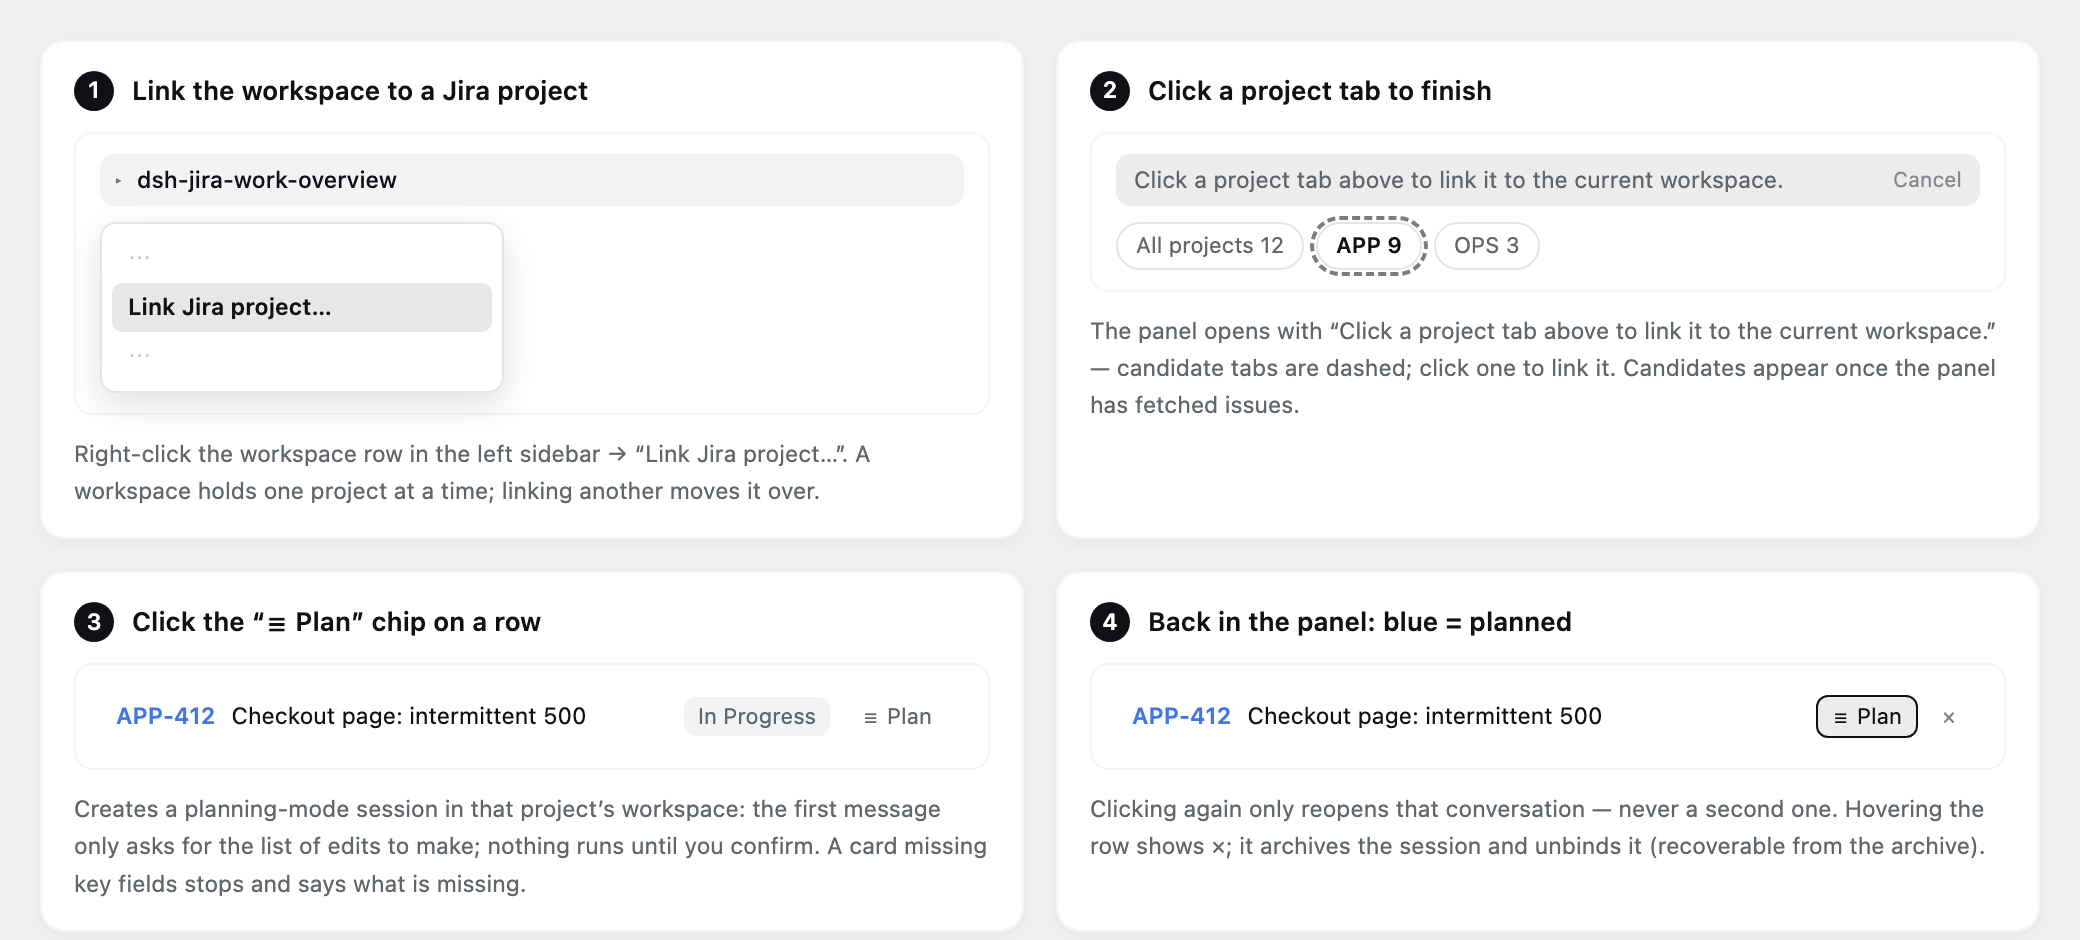 1 Link the workspace to a Jira project
▸ dsh-jira-work-overview
...
Link Jira project...
...
Right-click the workspace row in the left sidebar → “Link Jira project...”. A
workspace holds one project at a time; linking another moves it over.
2 Click a project tab to finish
Click a project tab above to link it to the current workspace. Cancel
All projects 12 APP 9 OPS 3
The panel opens with “Click a project tab above to link it to the current workspace.”
— candidate tabs are dashed; click one to link it. Candidates appear once the panel
has fetched issues.
3 Click the “≡ Plan” chip on a row
APP-412 Checkout page: intermittent 500 In Progress ≡ Plan
Creates a planning-mode session in that project’s workspace: the first message
only asks for the list of edits to make; nothing runs until you confirm. A card missing
key fields stops and says what is missing.
4 Back in the panel: blue = planned
APP-412 Checkout page: intermittent 500 ≡ Plan ×
Clicking again only reopens that conversation — never a second one. Hovering the
row shows ×; it archives the session and unbinds it (recoverable from the archive).